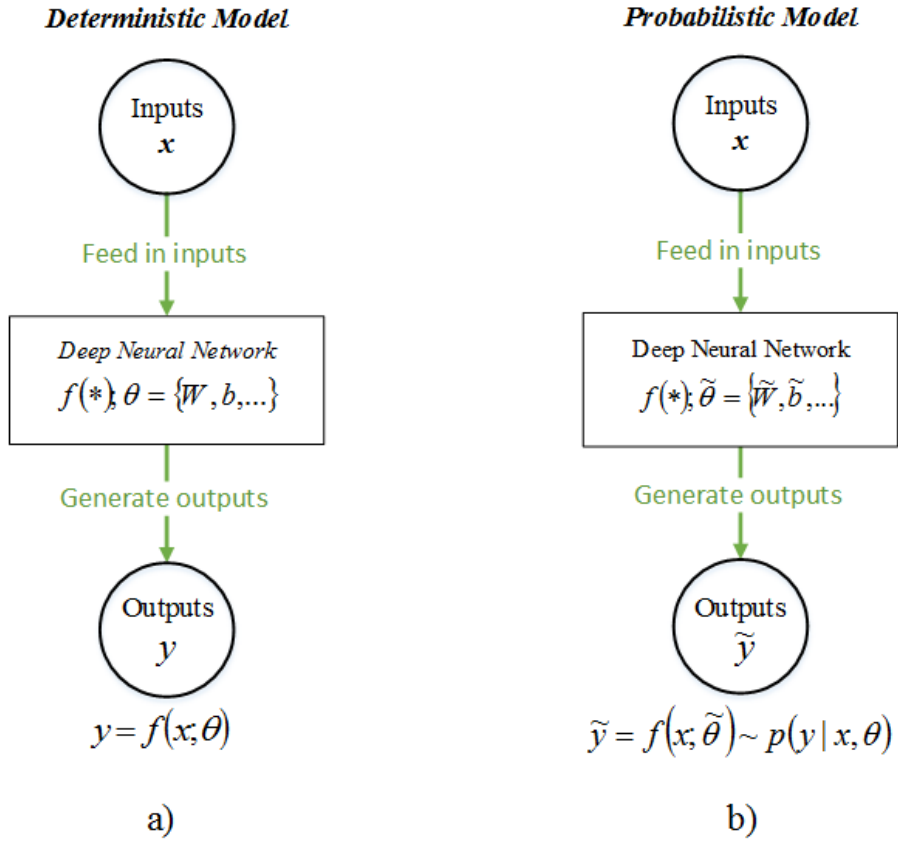 Deterministic Model
Inputs
x
Feed in inputs
Deep Neural Network
f(*); θ = {W, b,...}
Generate outputs
Outputs
y
y = f(x; θ)
a)
Probabilistic Model
Inputs
x
Feed in inputs
Deep Neural Network
f(*); θ̃ = {W̃, b̃,...}
Generate outputs
Outputs
ỹ
ỹ = f(x; θ̃) ~ p(y | x, θ)
b)